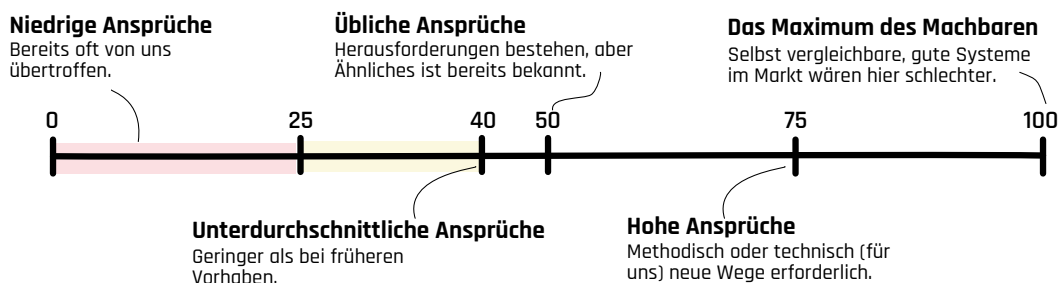 Niedrige Ansprüche
Bereits oft von uns
übertroffen.
Übliche Ansprüche
Herausforderungen bestehen, aber
Ähnliches ist bereits bekannt.
Das Maximum des Machbaren
Selbst vergleichbare, gute Systeme
im Markt wären hier schlechter.
0 25 40 50 75 100
Unterdurchschnittliche Ansprüche
Geringer als bei früheren
Vorhaben.
Hohe Ansprüche
Methodisch oder technisch (für
uns) neue Wege erforderlich.